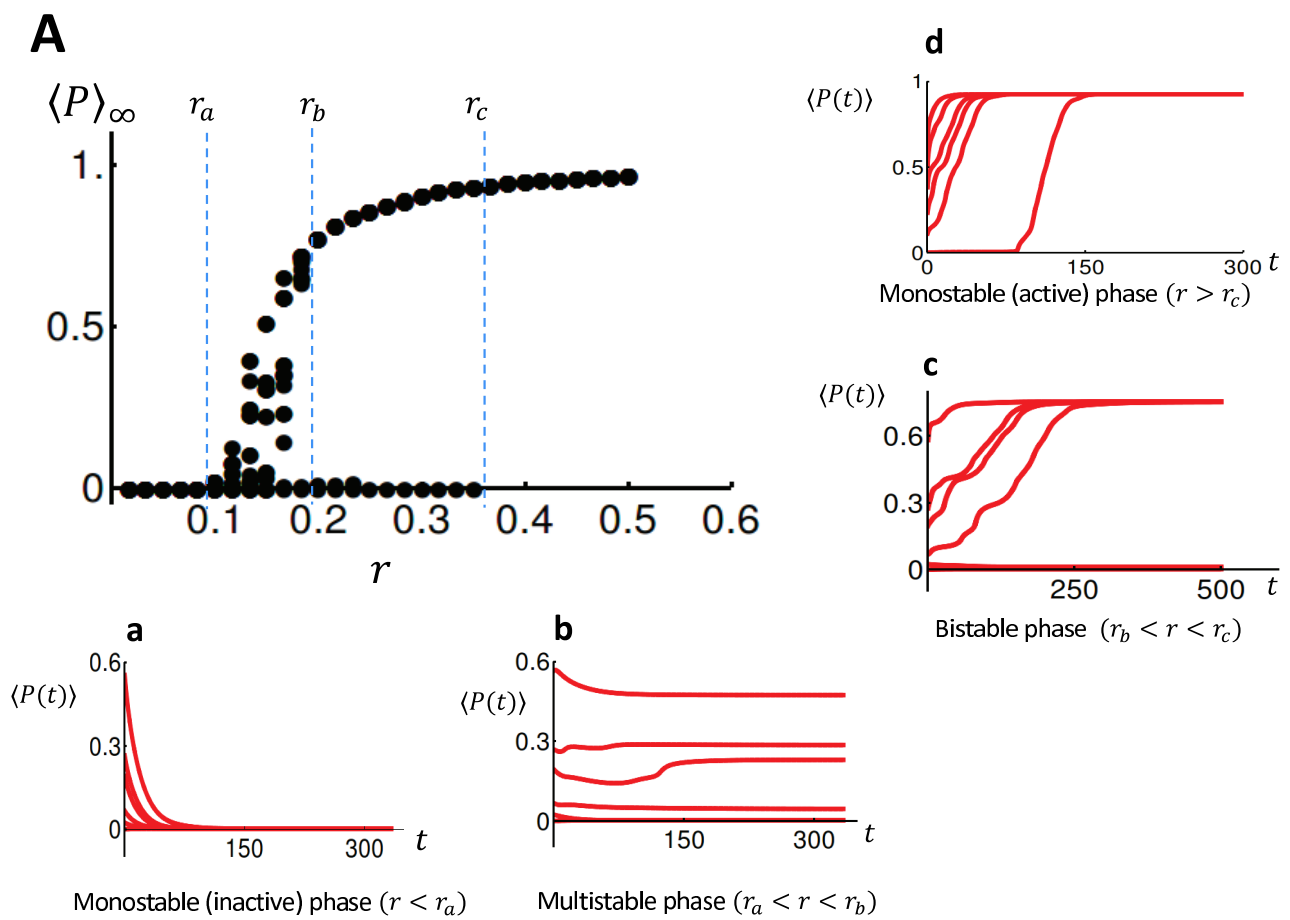 A
⟨P⟩∞
r_a
r_b
r_c
1.
0.5
0
0.1
0.2
0.3
0.4
0.5
0.6
r
d
⟨P(t)⟩
1
0.5
0
0
150
300
t
Monostable (active) phase (r > r_c)
c
⟨P(t)⟩
0.6
0.3
0
250
500
t
Bistable phase (r_b < r < r_c)
a
0.6
⟨P(t)⟩
0.3
0
150
300
t
Monostable (inactive) phase (r < r_a)
b
0.6
⟨P(t)⟩
0.3
0
150
300
t
Multistable phase (r_a < r < r_b)